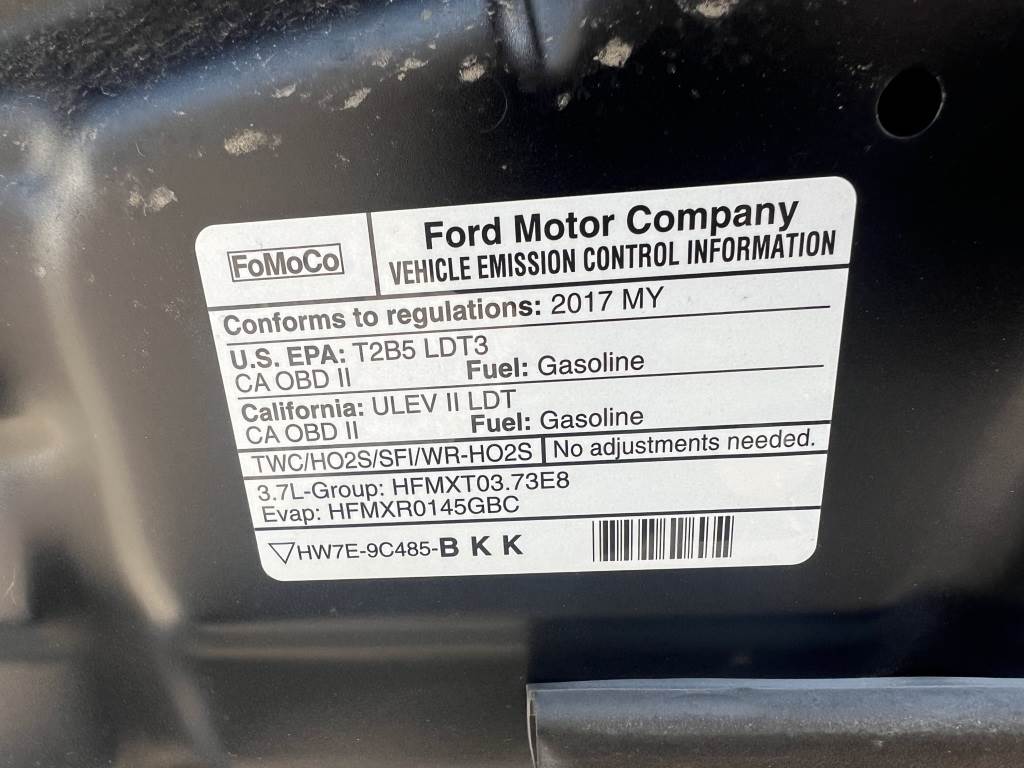 FoMoCo
Ford Motor Company
VEHICLE EMISSION CONTROL INFORMATION
Conforms to regulations: 2017 MY
U.S. EPA: T2B5 LDT3
CA OBD II Fuel: Gasoline
California: ULEV II LDT
CA OBD II Fuel: Gasoline
TWC/HO2S/SFI/WR-HO2S No adjustments needed.
3.7L-Group: HFMXT03.73E8
Evap: HFMXR0145GBC
HW7E-9C485-B K K